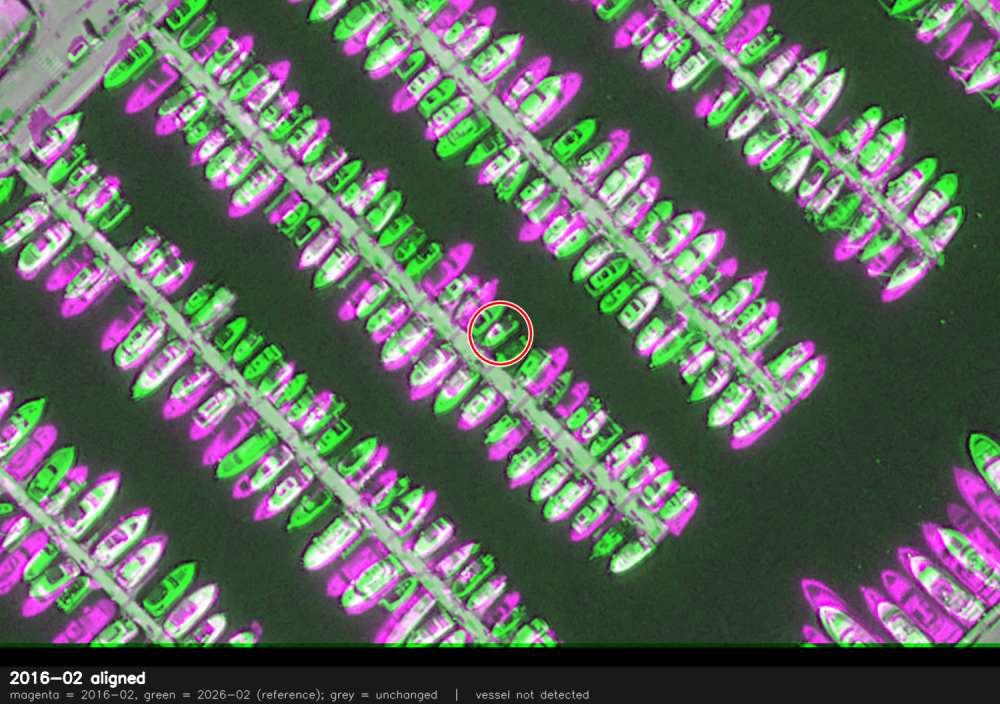 2016-02 aligned
magenta = 2016-02, green = 2026-02 (reference); grey = unchanged | vessel not detected